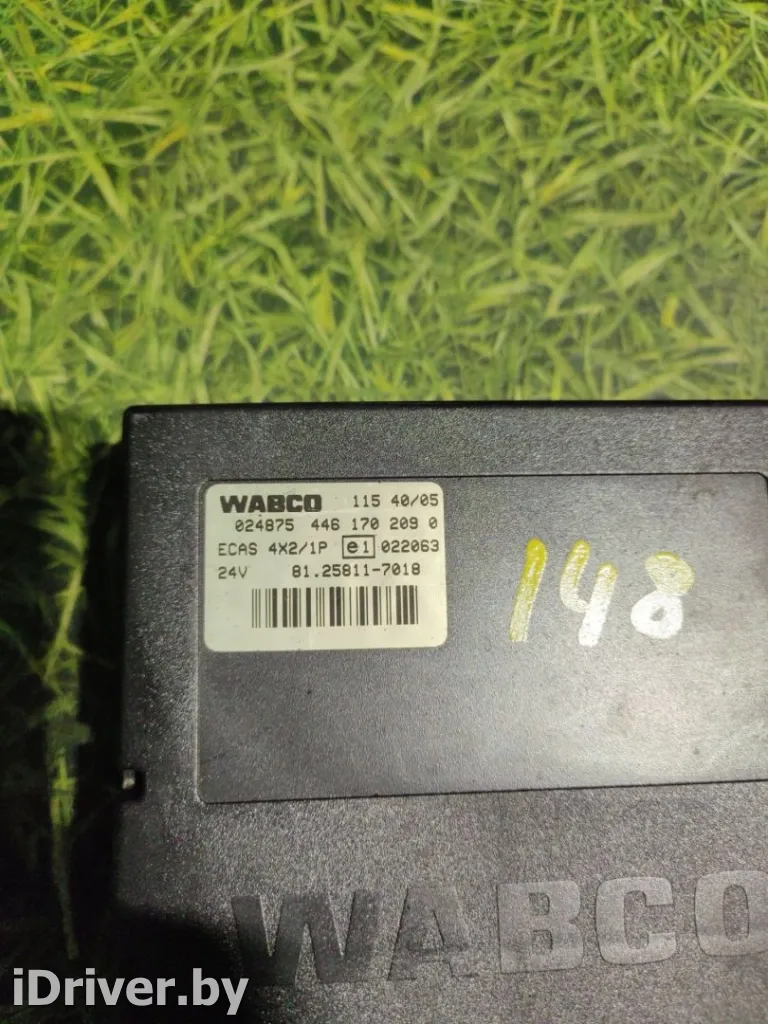 WABCO 115 40/05
024875 446 170 209 0
ECAS 4X2/1P e1 022063
24V 81.25811-7018
148
WABCO
iDriver.by